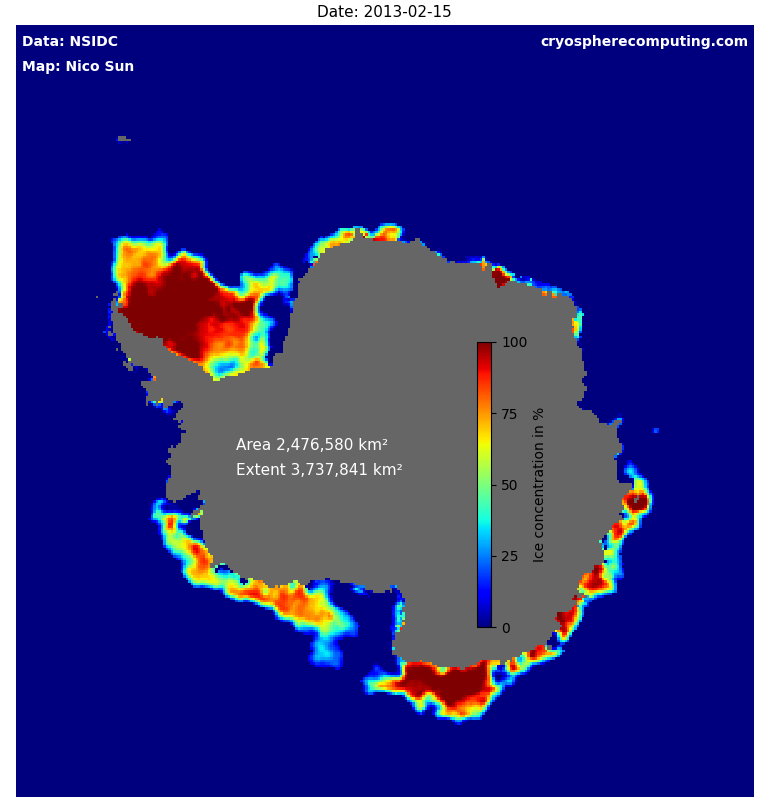 Date: 2013-02-15
Data: NSIDC
cryospherecomputing.com
Map: Nico Sun
100
75
50
25
0
Ice concentration in %
Area 2,476,580 km²
Extent 3,737,841 km²